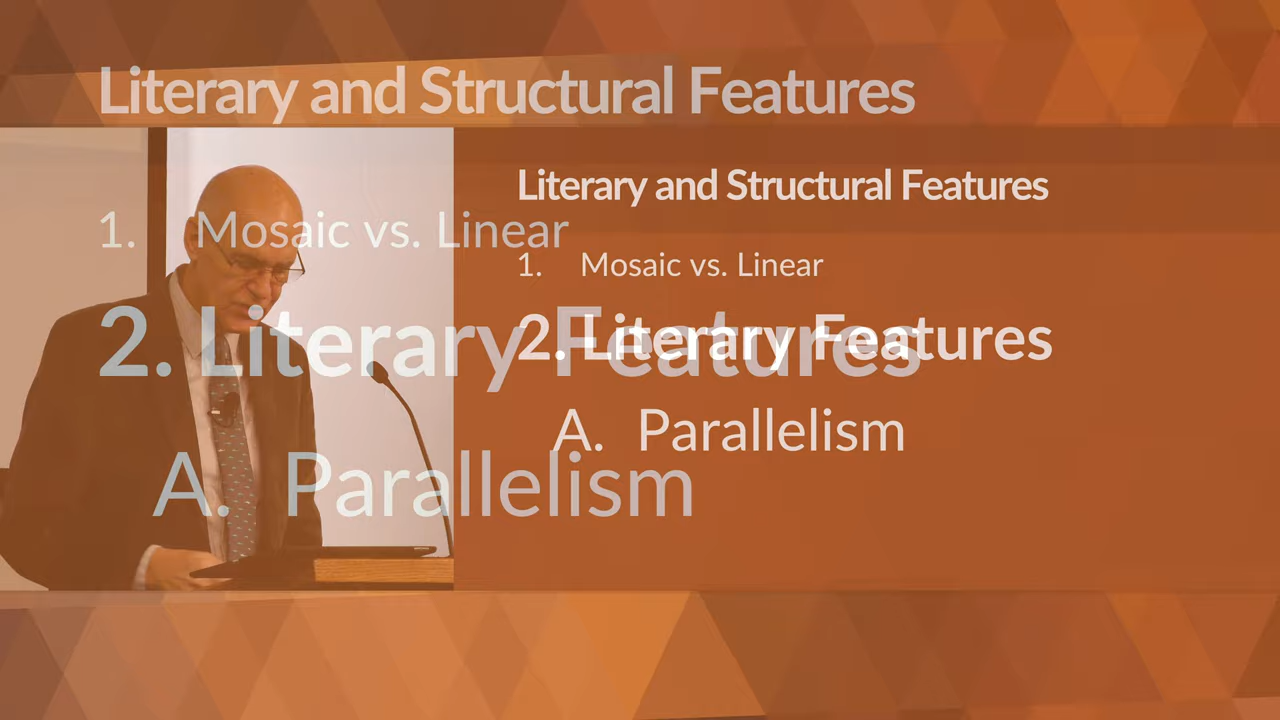 Literary and Structural Features
1. Mosaic vs. Linear
2. Literary Features
A. Parallelism
Literary and Structural Features
1. Mosaic vs. Linear
2. Literary Features
A. Parallelism